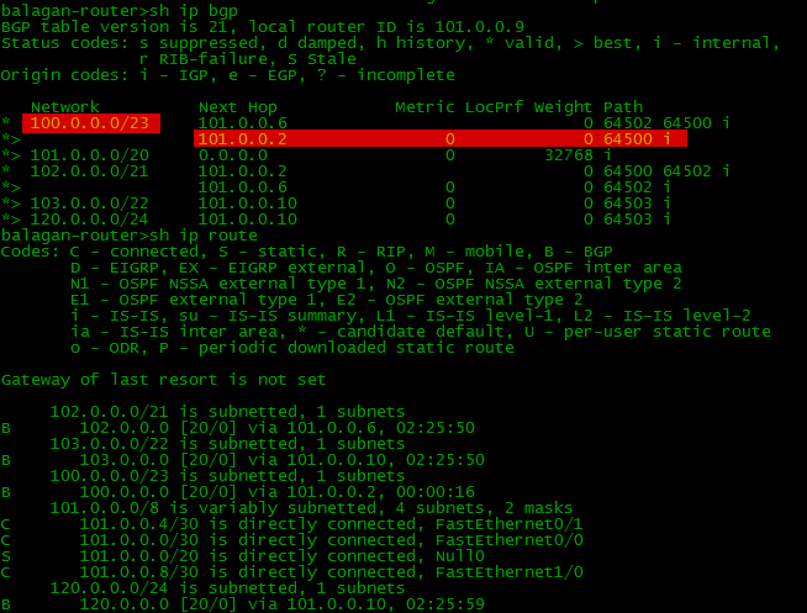 balagan-router>sh ip bgp
BGP table version is 21, local router ID is 101.0.0.9
Status codes: s suppressed, d damped, h history, * valid, > best, i - internal,
              r RIB-failure, S Stale
Origin codes: i - IGP, e - EGP, ? - incomplete

   Network          Next Hop            Metric LocPrf Weight Path
*  100.0.0.0/23     101.0.0.6                              0 64502 64500 i
*>                  101.0.0.2                0             0 64500 i
*> 101.0.0.0/20     0.0.0.0                  0         32768 i
*  102.0.0.0/21     101.0.0.2                              0 64500 64502 i
*>                  101.0.0.6                0             0 64502 i
*> 103.0.0.0/22     101.0.0.10               0             0 64503 i
*> 120.0.0.0/24     101.0.0.10               0             0 64503 i
balagan-router>sh ip route
Codes: C - connected, S - static, R - RIP, M - mobile, B - BGP
       D - EIGRP, EX - EIGRP external, O - OSPF, IA - OSPF inter area
       N1 - OSPF NSSA external type 1, N2 - OSPF NSSA external type 2
       E1 - OSPF external type 1, E2 - OSPF external type 2
       i - IS-IS, su - IS-IS summary, L1 - IS-IS level-1, L2 - IS-IS level-2
       ia - IS-IS inter area, * - candidate default, U - per-user static route
       o - ODR, P - periodic downloaded static route

Gateway of last resort is not set

     102.0.0.0/21 is subnetted, 1 subnets
B       102.0.0.0 [20/0] via 101.0.0.6, 02:25:50
     103.0.0.0/22 is subnetted, 1 subnets
B       103.0.0.0 [20/0] via 101.0.0.10, 02:25:50
     100.0.0.0/23 is subnetted, 1 subnets
B       100.0.0.0 [20/0] via 101.0.0.2, 00:00:16
     101.0.0.0/8 is variably subnetted, 4 subnets, 2 masks
C       101.0.0.4/30 is directly connected, FastEthernet0/1
C       101.0.0.0/30 is directly connected, FastEthernet0/0
S       101.0.0.0/20 is directly connected, Null0
C       101.0.0.8/30 is directly connected, FastEthernet1/0
     120.0.0.0/24 is subnetted, 1 subnets
B       120.0.0.0 [20/0] via 101.0.0.10, 02:25:59